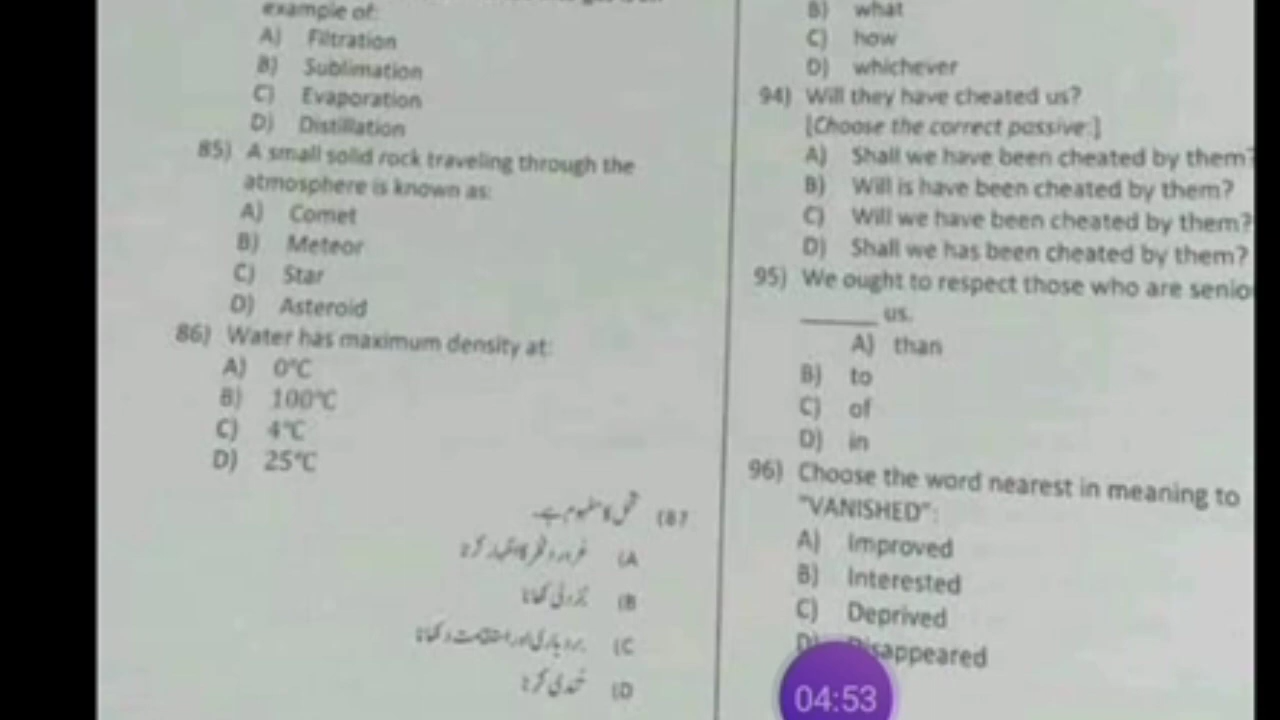 example of:
A) Filtration
B) Sublimation
C) Evaporation
D) Distillation
85) A small solid rock traveling through the
atmosphere is known as:
A) Comet
B) Meteor
C) Star
D) Asteroid
86) Water has maximum density at:
A) 0°C
B) 100°C
C) 4°C
D) 25°C
(87
(A
(B
(C
(D
B) what
C) how
D) whichever
94) Will they have cheated us?
[Choose the correct passive:]
A) Shall we have been cheated by them?
B) Will is have been cheated by them?
C) Will we have been cheated by them?
D) Shall we has been cheated by them?
95) We ought to respect those who are senio
______ us.
A) than
B) to
C) of
D) in
96) Choose the word nearest in meaning to
"VANISHED":
A) Improved
B) Interested
C) Deprived
D) Disappeared
04:53